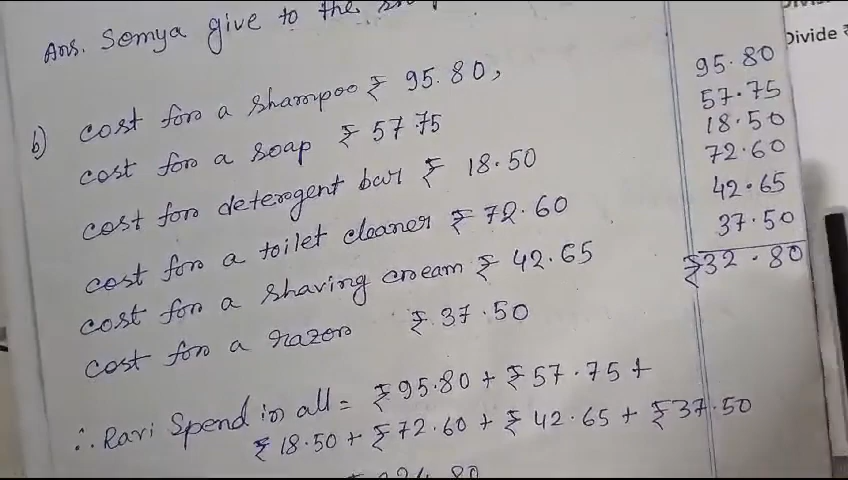 Ans. Somya give to the
b) cost for a shampoo ₹ 95.80,
cost for a soap ₹ 57.75
cost for detergent bar ₹ 18.50
cost for a toilet cleaner ₹ 72.60
cost for a shaving cream ₹ 42.65
cost for a razor ₹ 37.50
∴ Ravi Spend in all = ₹95.80 + ₹57.75 +
₹18.50 + ₹72.60 + ₹42.65 + ₹37.50
95.80
57.75
18.50
72.60
42.65
37.50
₹32.80
Divide ₹